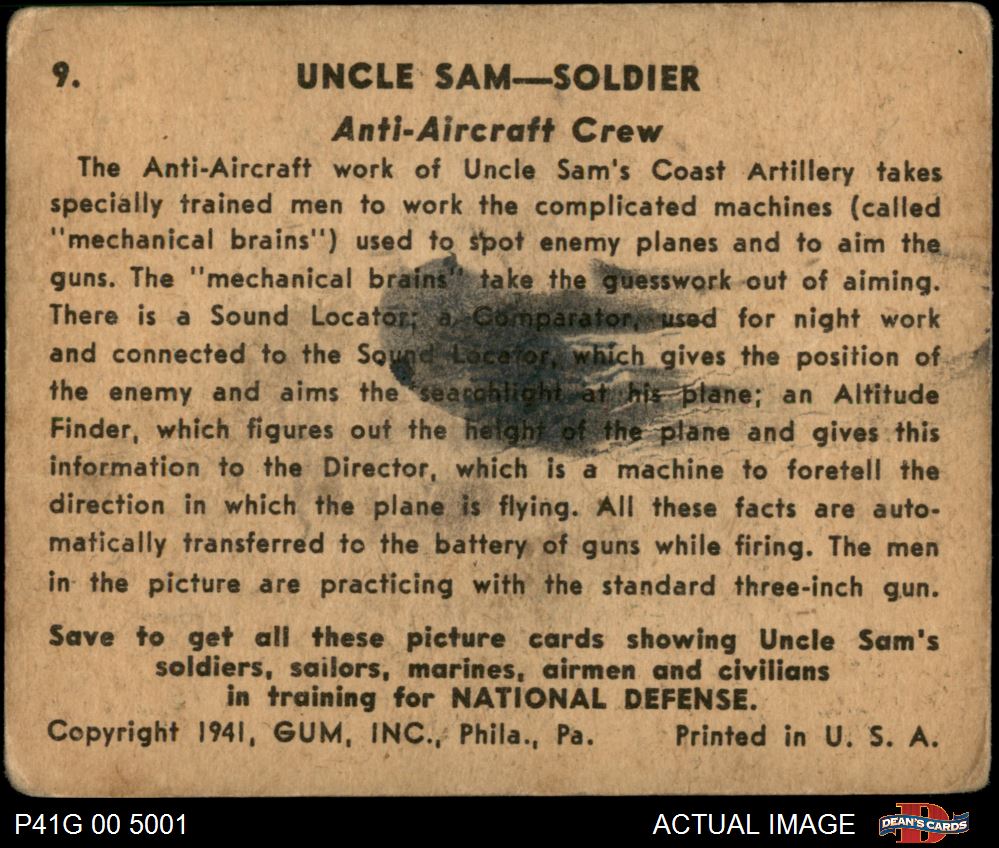 9.
UNCLE SAM—SOLDIER
Anti-Aircraft Crew
The Anti-Aircraft work of Uncle Sam's Coast Artillery takes
specially trained men to work the complicated machines (called
"mechanical brains") used to spot enemy planes and to aim the
guns. The "mechanical brains" take the guesswork out of aiming.
There is a Sound Locator; a Comparator, used for night work
and connected to the Sound Locator, which gives the position of
the enemy and aims the searchlight at his plane; an Altitude
Finder, which figures out the height of the plane and gives this
information to the Director, which is a machine to foretell the
direction in which the plane is flying. All these facts are auto-
matically transferred to the battery of guns while firing. The men
in the picture are practicing with the standard three-inch gun.
Save to get all these picture cards showing Uncle Sam's
soldiers, sailors, marines, airmen and civilians
in training for NATIONAL DEFENSE.
Copyright 1941, GUM, INC., Phila., Pa. Printed in U. S. A.
P41G 00 5001 ACTUAL IMAGE DEAN'S CARDS